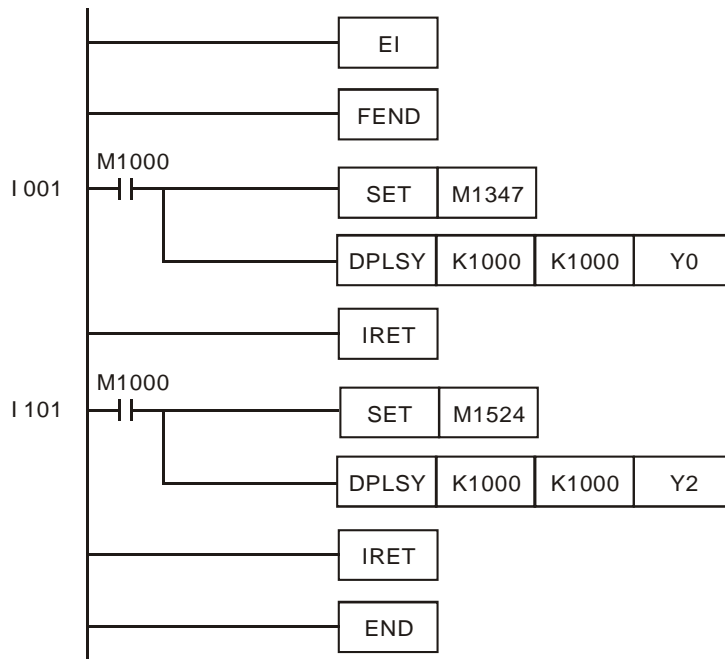 EI
FEND
M1000
I 001
SET M1347
DPLSY K1000 K1000 Y0
IRET
M1000
I 101
SET M1524
DPLSY K1000 K1000 Y2
IRET
END